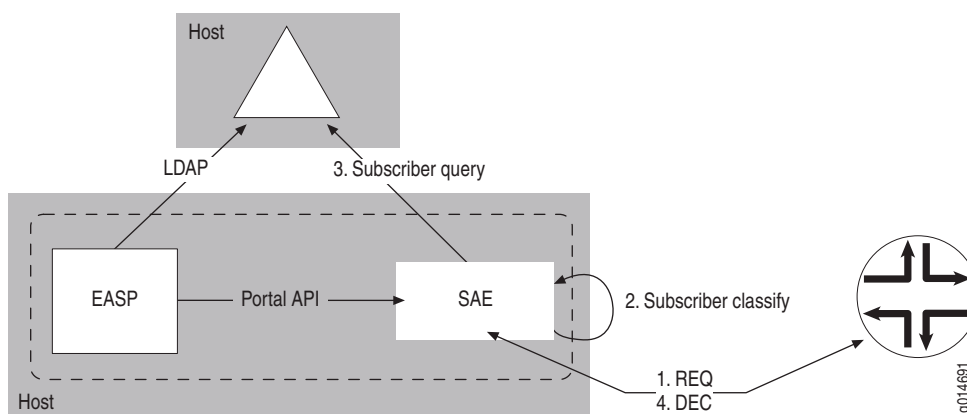 Host
LDAP
3. Subscriber query
EASP
Portal API
SAE
2. Subscriber classify
1. REQ
4. DEC
Host
g014691